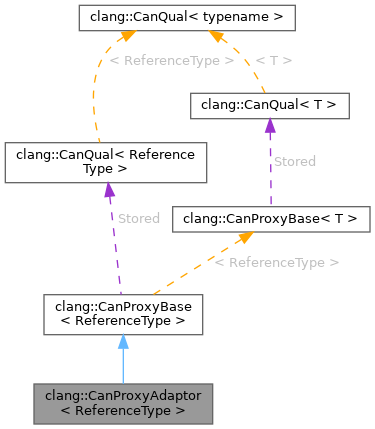 clang::CanQual< typename >
< ReferenceType >
< T >
clang::CanQual< T >
clang::CanQual< Reference
Type >
Stored
Stored
clang::CanProxyBase< T >
< ReferenceType >
clang::CanProxyBase
< ReferenceType >
clang::CanProxyAdaptor
< ReferenceType >